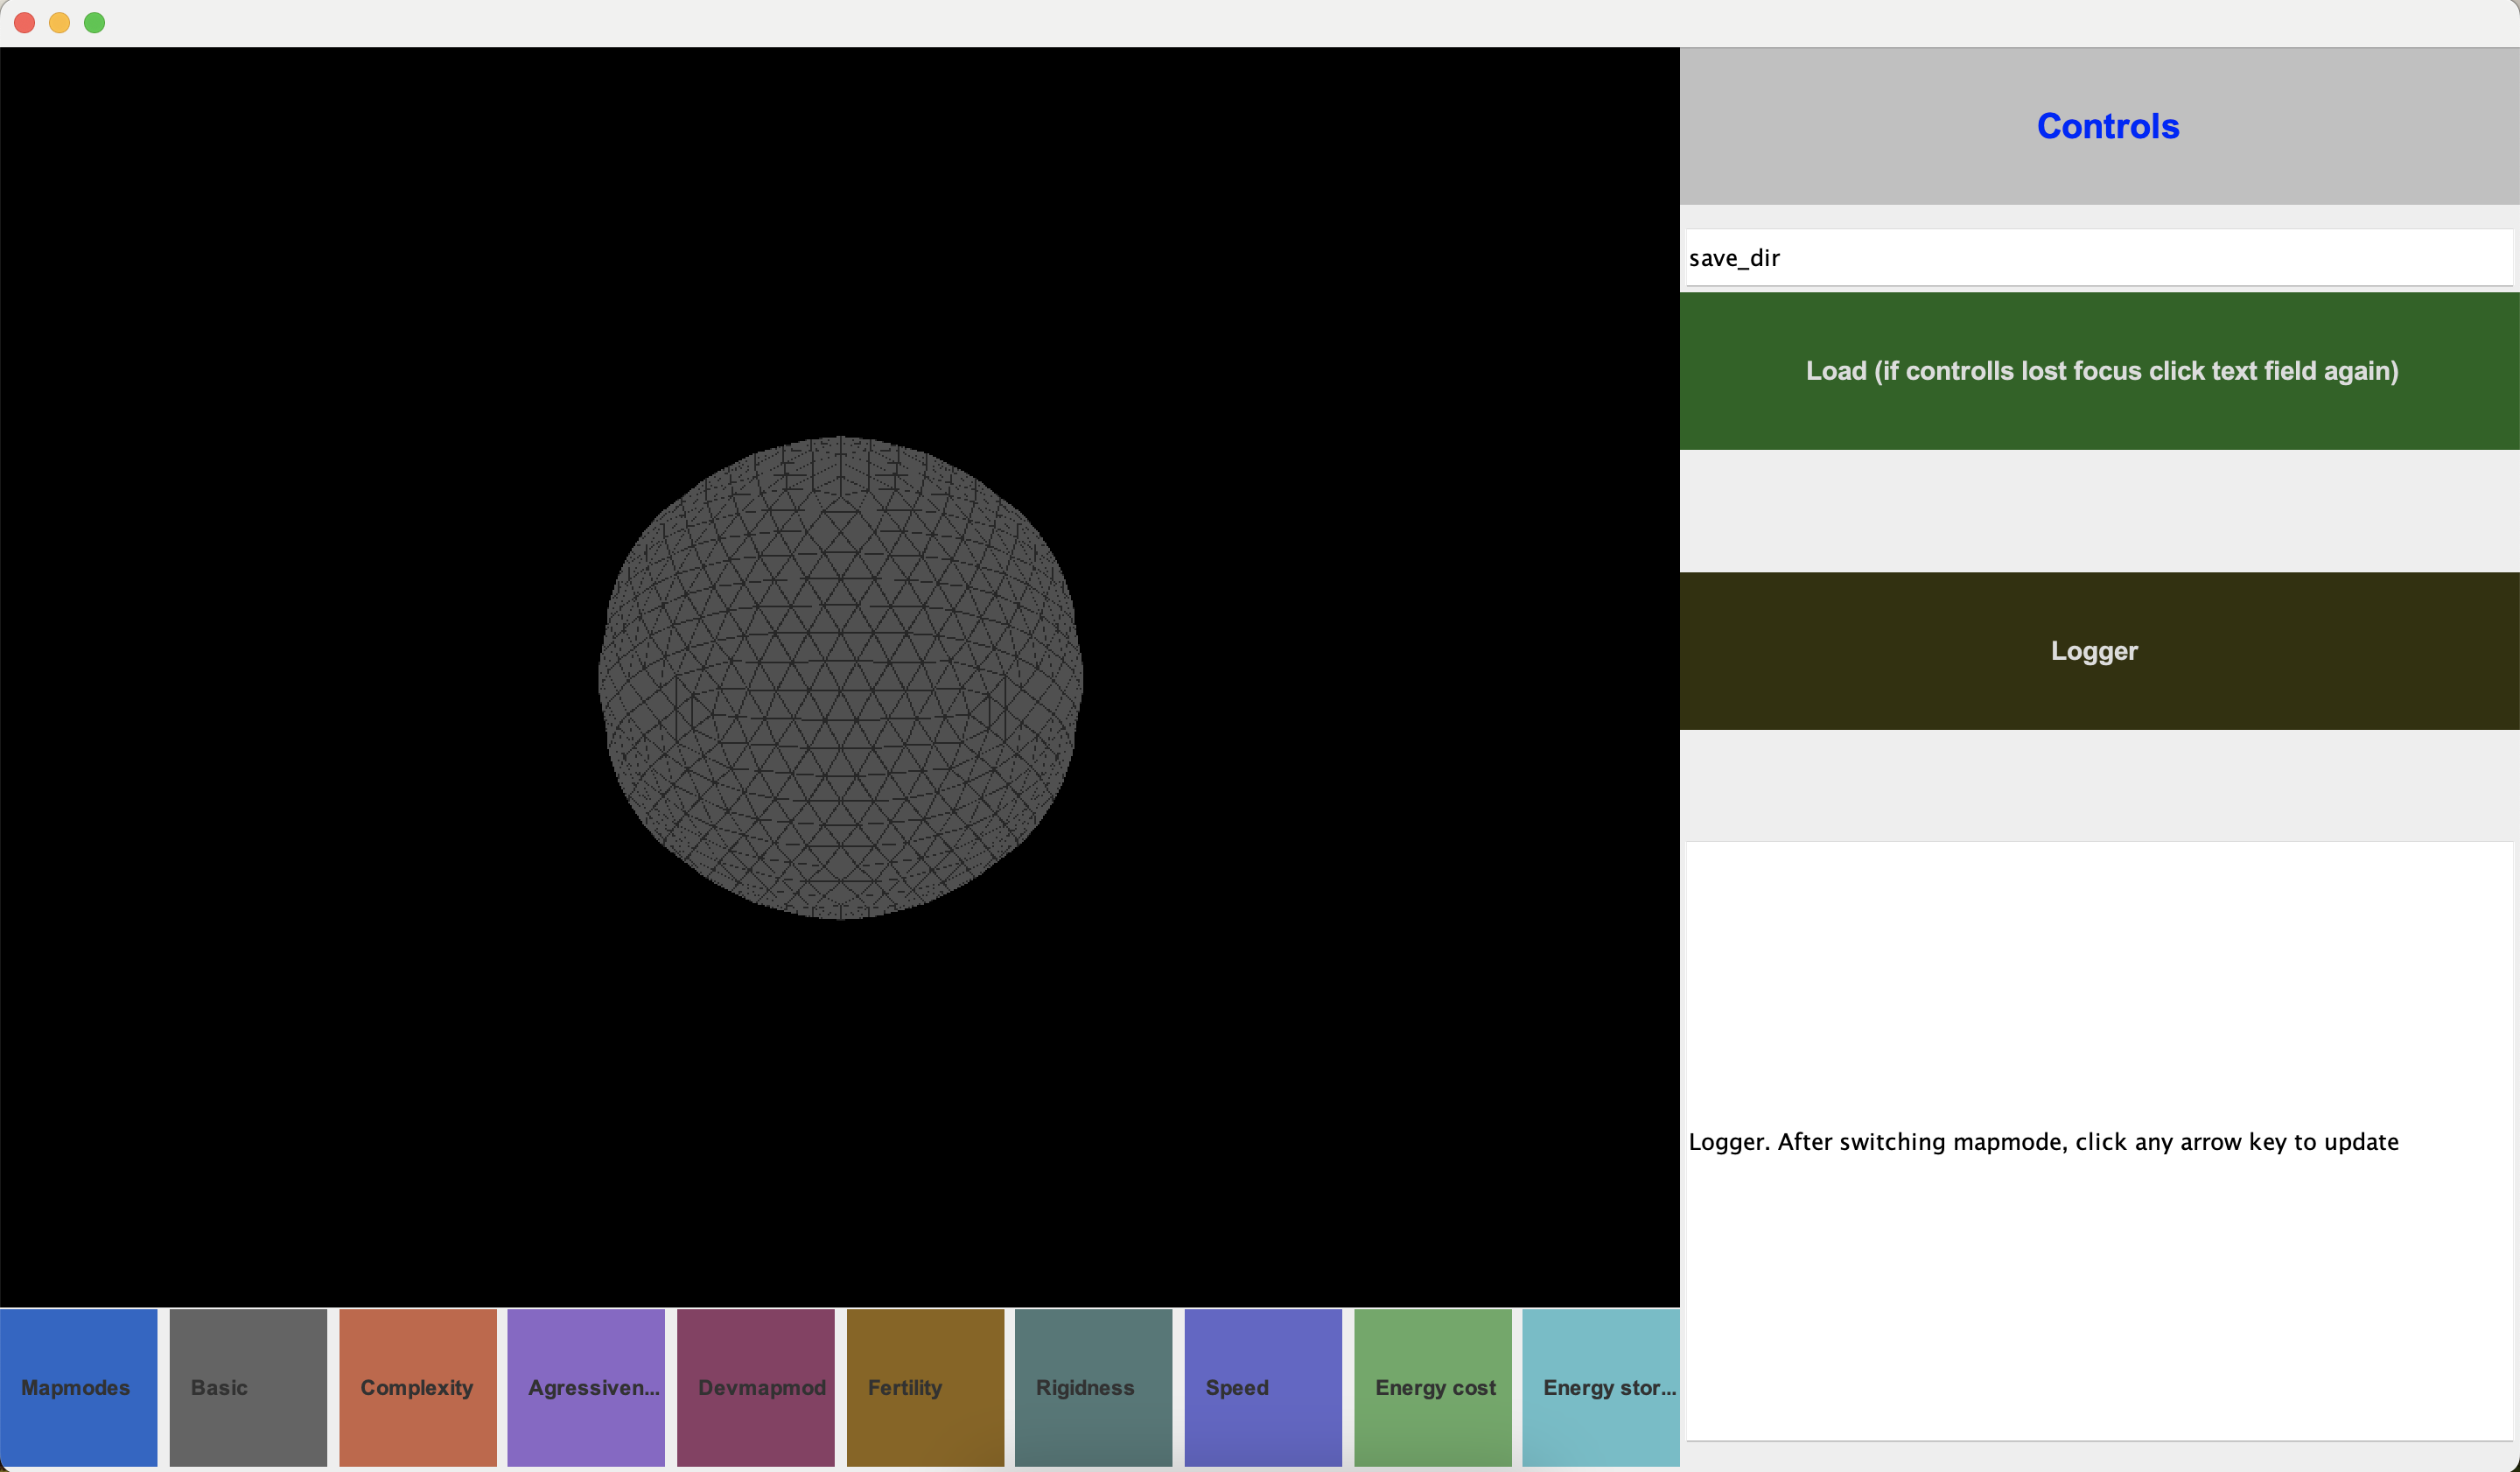 Controls
save_dir
Load (if controlls lost focus click text field again)
Logger
Logger. After switching mapmode, click any arrow key to update
Mapmodes
Basic
Complexity
Agressiven...
Devmapmod
Fertility
Rigidness
Speed
Energy cost
Energy stor...